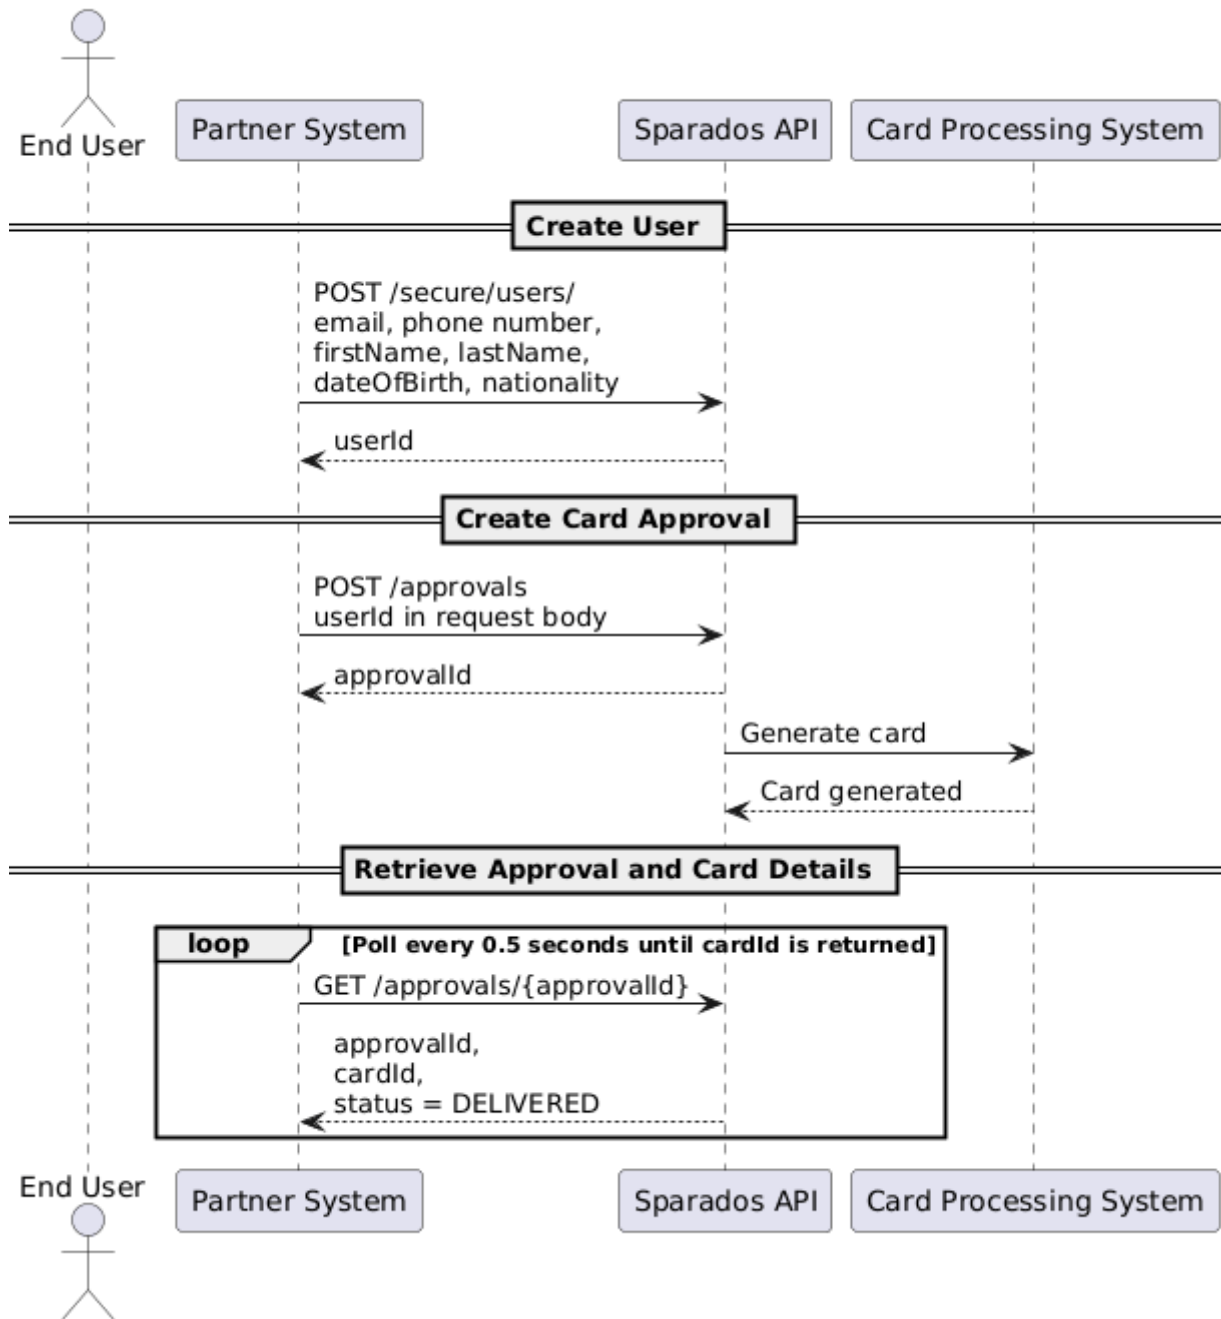 End User
Partner System
Sparados API
Card Processing System
Create User
POST /secure/users/
email, phone number,
firstName, lastName,
dateOfBirth, nationality
userId
Create Card Approval
POST /approvals
userId in request body
approvalId
Generate card
Card generated
Retrieve Approval and Card Details
loop
[Poll every 0.5 seconds until cardId is returned]
GET /approvals/{approvalId}
approvalId,
cardId,
status = DELIVERED
End User
Partner System
Sparados API
Card Processing System